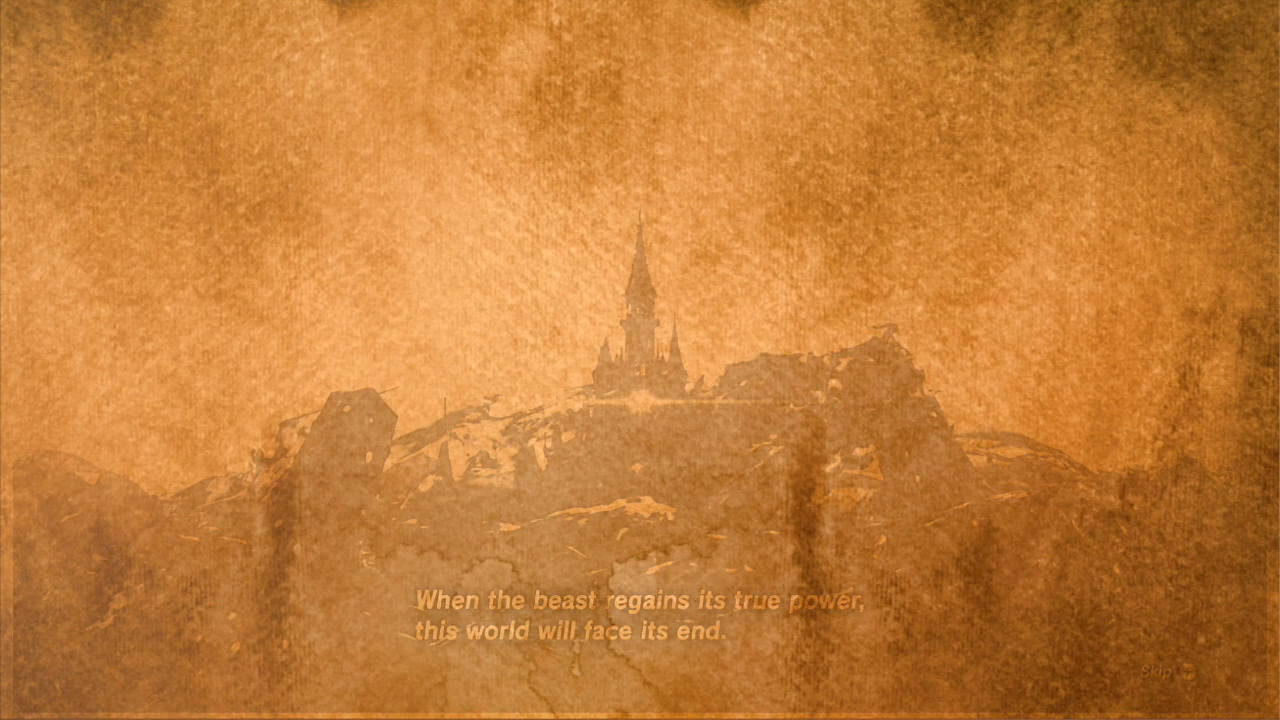 When the beast regains its true power,
this world will face its end.
Skip